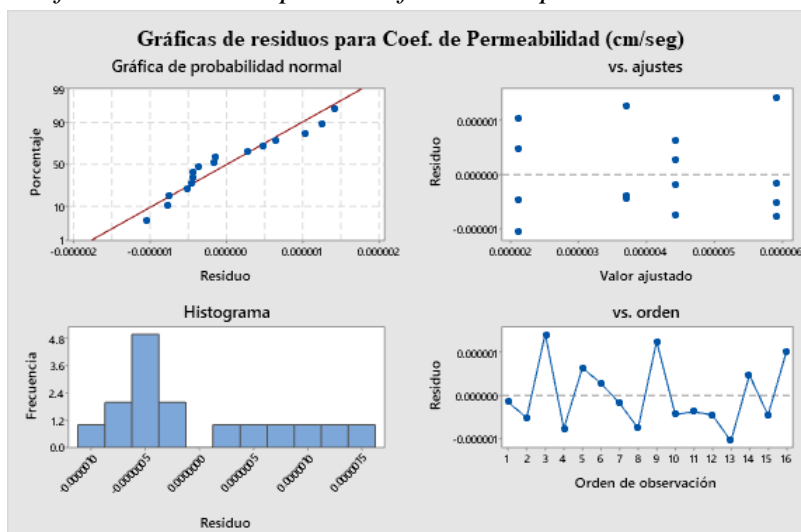 Gráficas de residuos para Coef. de Permeabilidad (cm/seg)
Gráfica de probabilidad normal
99
90
50
10
1
Porcentaje
-0.000002 -0.000001 0.000000 0.000001 0.000002
Residuo
vs. ajustes
0.000001
0.000000
-0.000001
Residuo
0.000002 0.000003 0.000004 0.000005 0.000006
Valor ajustado
Histograma
4.8
3.6
2.4
1.2
0.0
Frecuencia
-0.0000010 -0.0000005 0.0000000 0.0000005 0.0000010 0.0000015
Residuo
vs. orden
0.000001
0.000000
-0.000001
Residuo
1 2 3 4 5 6 7 8 9 10 11 12 13 14 15 16
Orden de observación